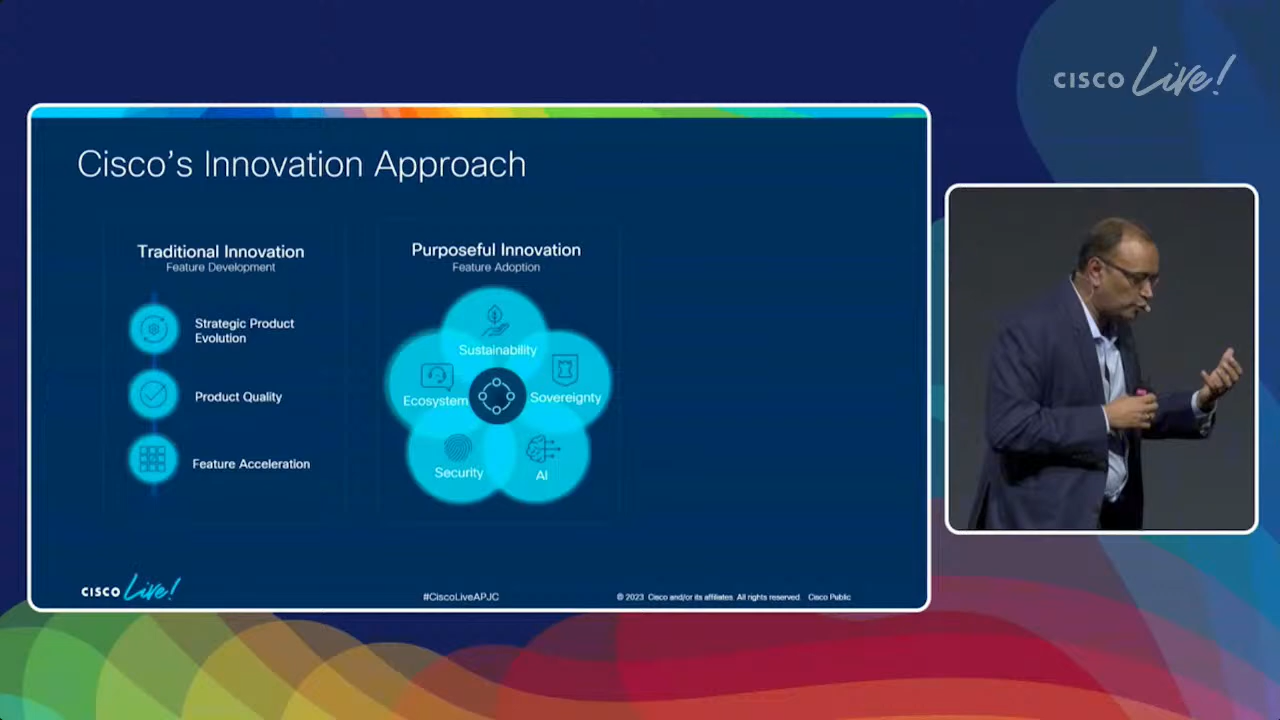 CISCO Live!
Cisco's Innovation Approach
Traditional Innovation
Feature Development
Strategic Product
Evolution
Product Quality
Feature Acceleration
Purposeful Innovation
Feature Adoption
Sustainability
Ecosystem
Sovereignty
Security
AI
CISCO Live!
#CiscoLiveAPJC
© 2023 Cisco and/or its affiliates. All rights reserved. Cisco Public